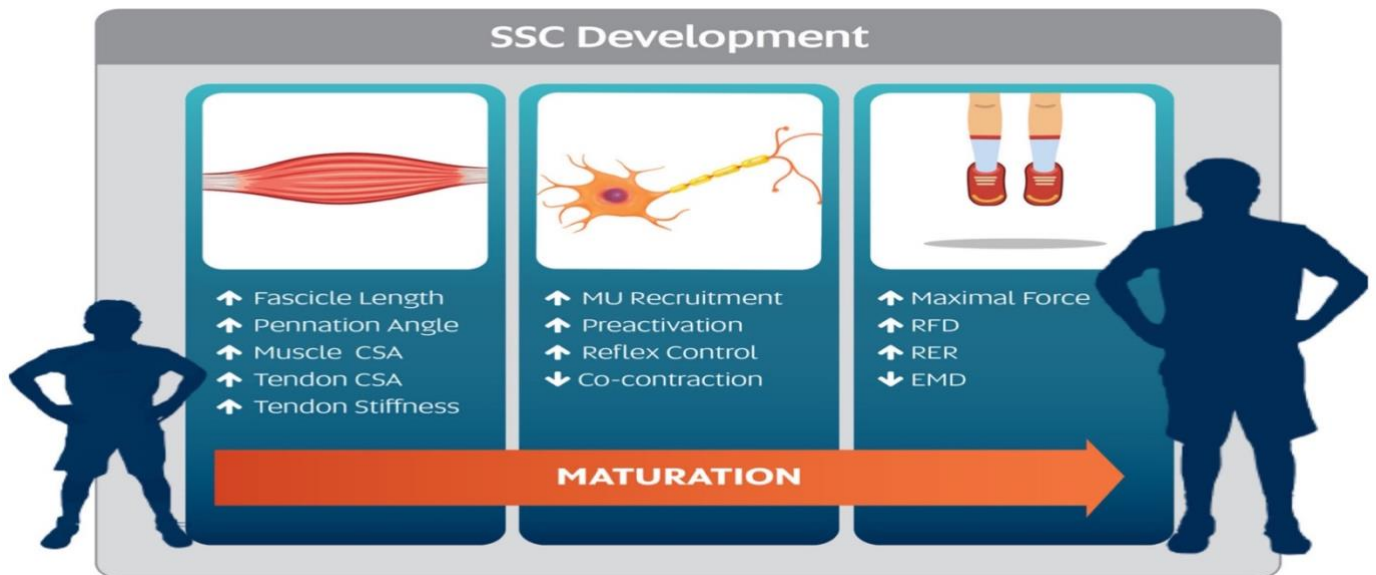 SSC Development
↑ Fascicle Length
↑ Pennation Angle
↑ Muscle CSA
↑ Tendon CSA
↑ Tendon Stiffness
↑ MU Recruitment
↑ Preactivation
↑ Reflex Control
↓ Co-contraction
↑ Maximal Force
↑ RFD
↑ RER
↓ EMD
MATURATION